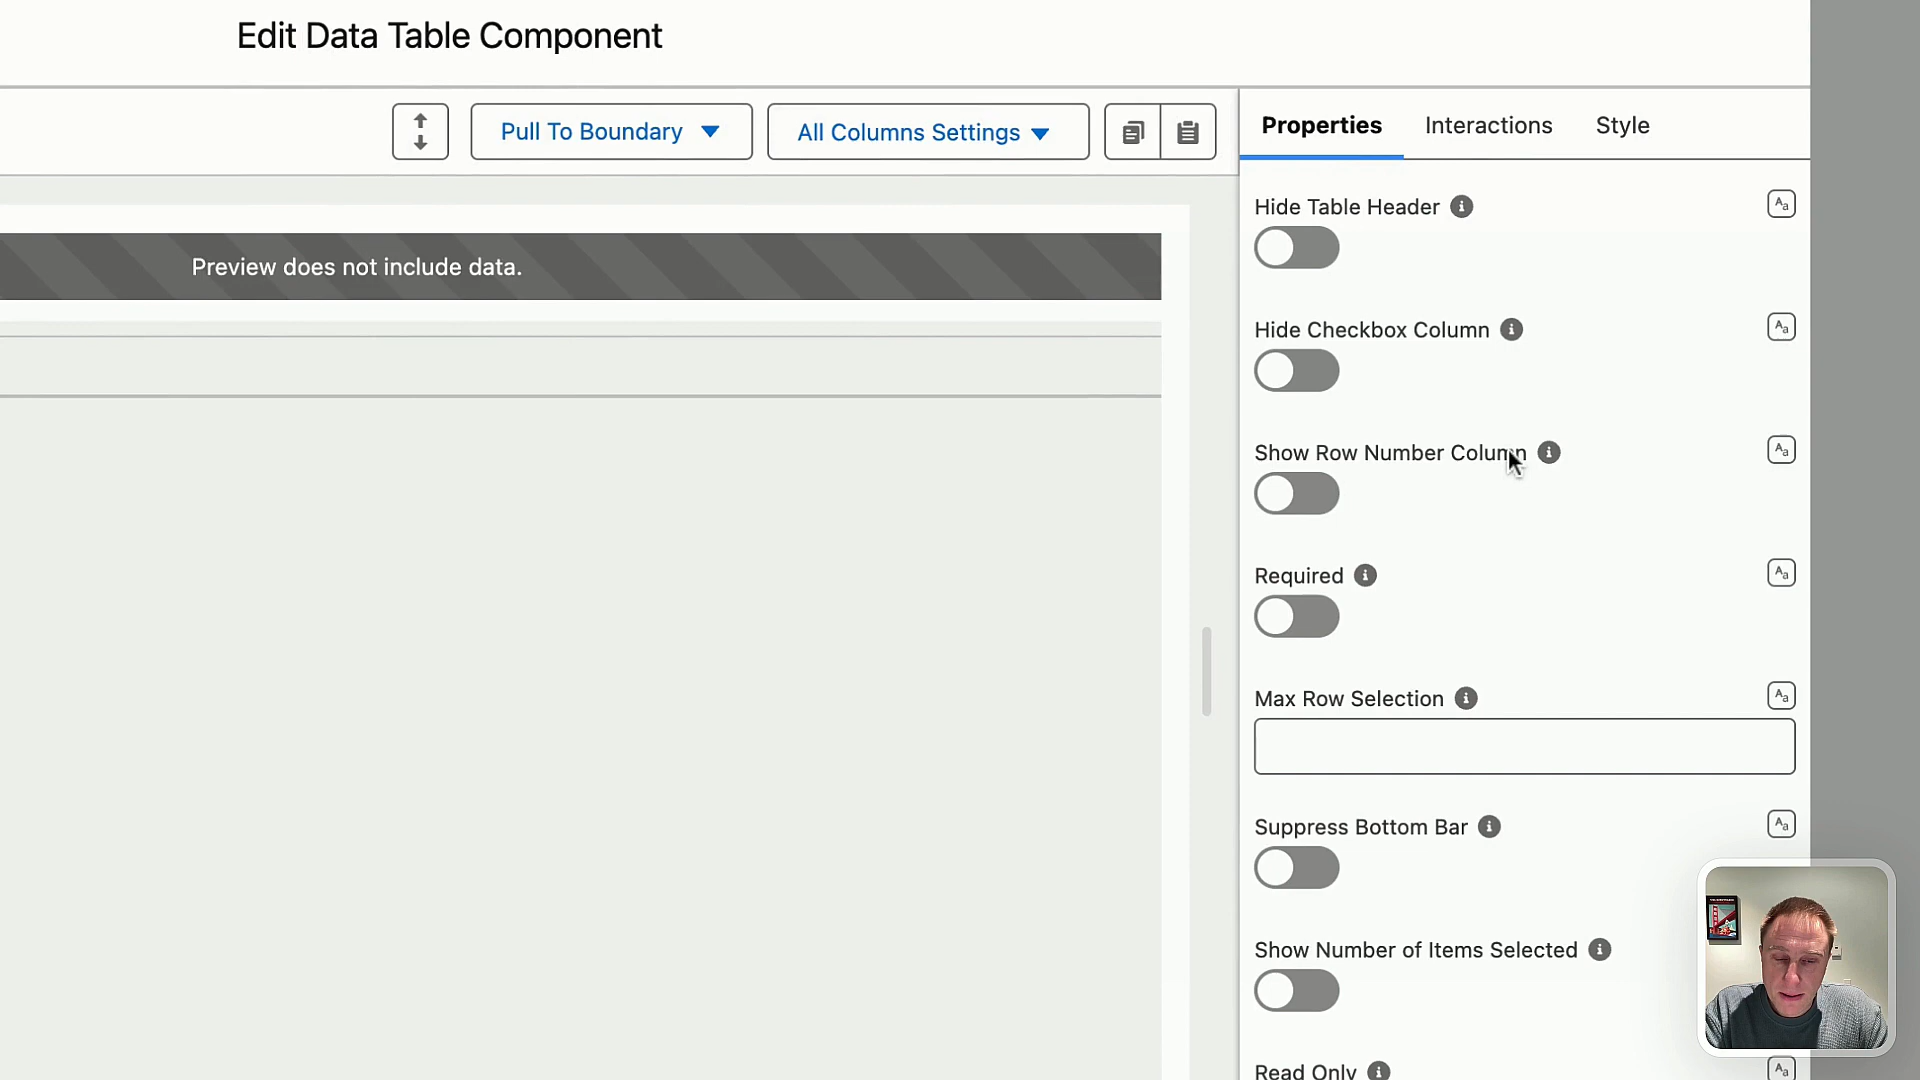 Edit Data Table Component
Pull To Boundary
All Columns Settings
Properties
Interactions
Style
Preview does not include data.
Hide Table Header
Hide Checkbox Column
Show Row Number Column
Required
Max Row Selection
Suppress Bottom Bar
Show Number of Items Selected
Read Only